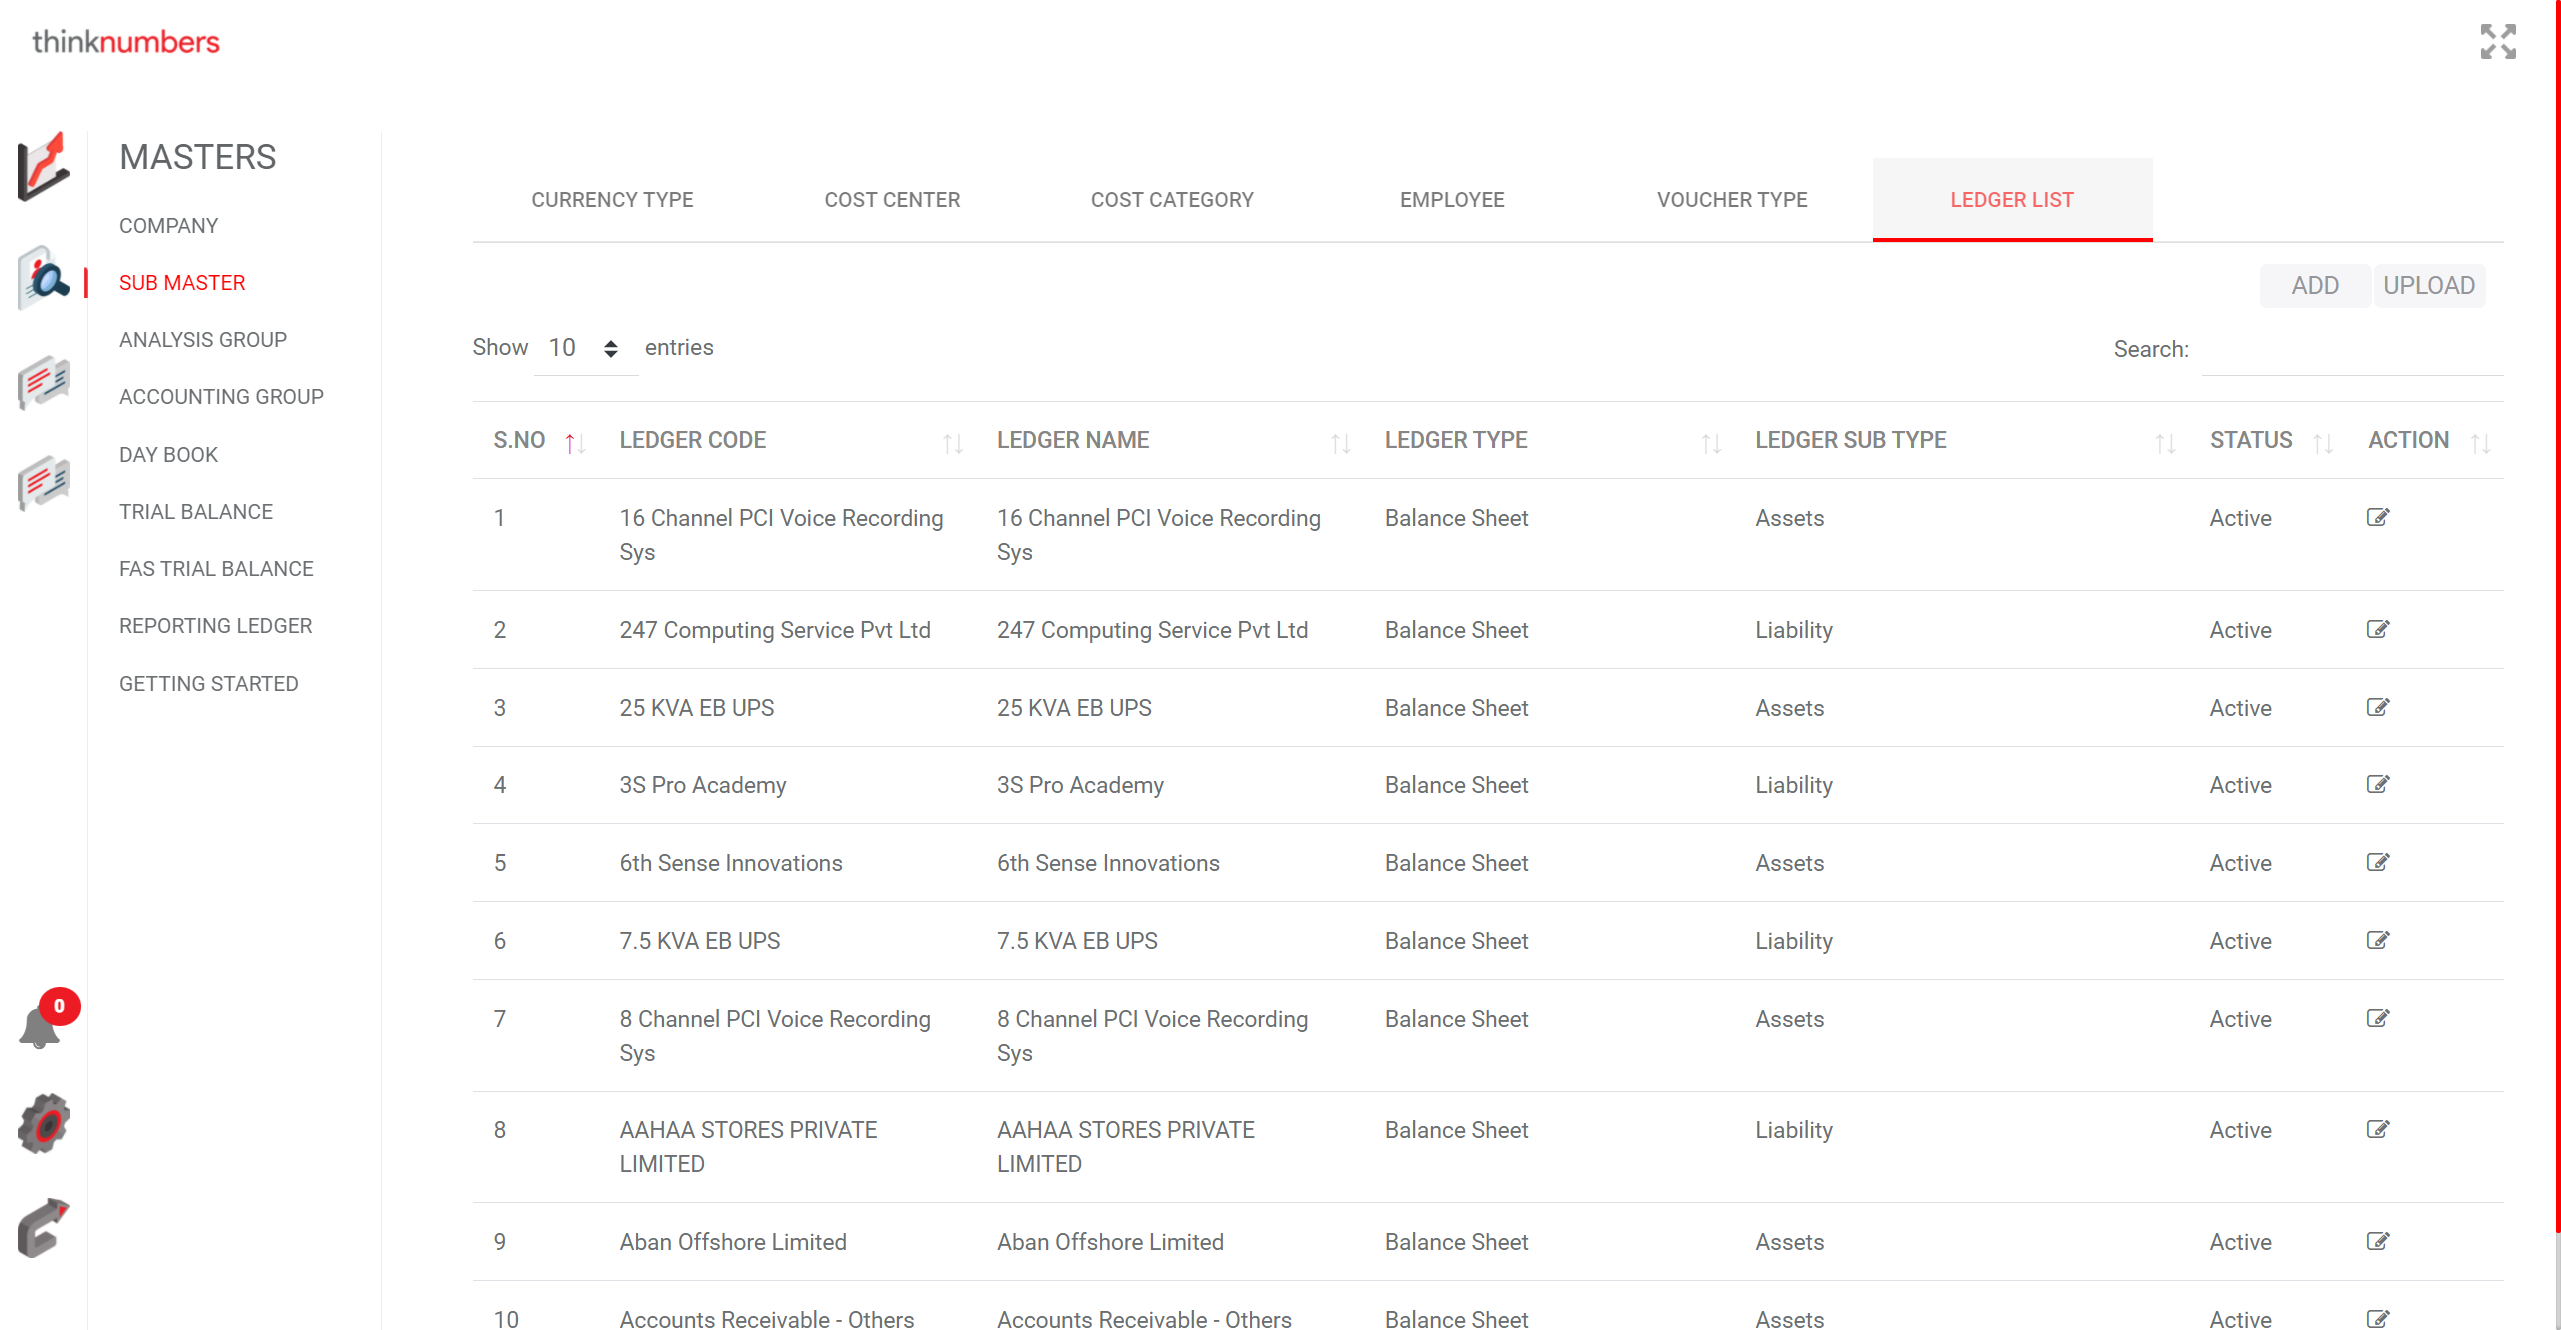 thinknumbers
MASTERS
COMPANY
SUB MASTER
ANALYSIS GROUP
ACCOUNTING GROUP
DAY BOOK
TRIAL BALANCE
FAS TRIAL BALANCE
REPORTING LEDGER
GETTING STARTED
0
CURRENCY TYPE COST CENTER COST CATEGORY EMPLOYEE VOUCHER TYPE LEDGER LIST
ADD UPLOAD
Show 10 entries Search:
S.NO LEDGER CODE LEDGER NAME LEDGER TYPE LEDGER SUB TYPE STATUS ACTION
1 16 Channel PCI Voice Recording 16 Channel PCI Voice Recording Balance Sheet Assets Active
Sys Sys
2 247 Computing Service Pvt Ltd 247 Computing Service Pvt Ltd Balance Sheet Liability Active
3 25 KVA EB UPS 25 KVA EB UPS Balance Sheet Assets Active
4 3S Pro Academy 3S Pro Academy Balance Sheet Liability Active
5 6th Sense Innovations 6th Sense Innovations Balance Sheet Assets Active
6 7.5 KVA EB UPS 7.5 KVA EB UPS Balance Sheet Liability Active
7 8 Channel PCI Voice Recording 8 Channel PCI Voice Recording Balance Sheet Assets Active
Sys Sys
8 AAHAA STORES PRIVATE AAHAA STORES PRIVATE Balance Sheet Liability Active
LIMITED LIMITED
9 Aban Offshore Limited Aban Offshore Limited Balance Sheet Assets Active
10 Accounts Receivable - Others Accounts Receivable - Others Balance Sheet Assets Active